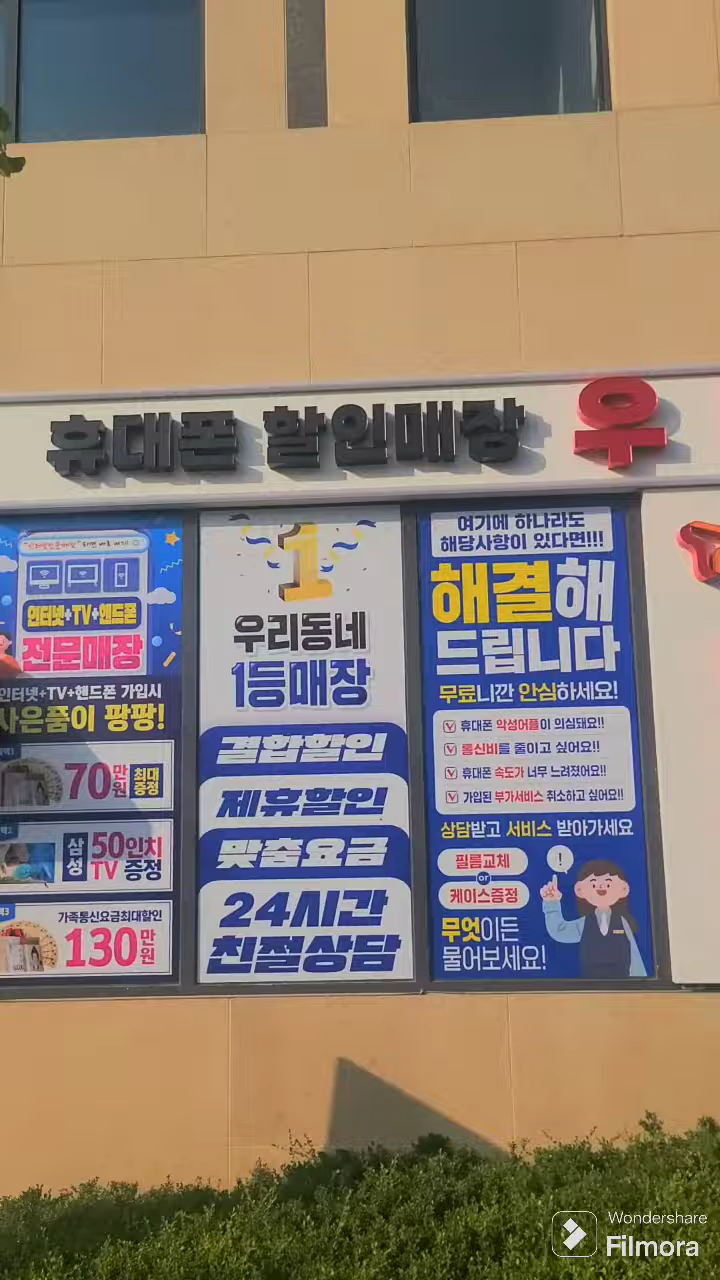 휴대폰 할인매장 우
인터넷+TV+핸드폰
전문매장
인터넷+TV+핸드폰 가입시
사은품이 팡팡!
70만원 최대증정
삼성 50인치 TV 증정
가족통신요금최대할인
130만원
1
우리동네
1등매장
결합할인
제휴할인
맞춤요금
24시간
친절상담
여기에 하나라도
해당사항이 있다면!!!
해결해
드립니다
무료니깐 안심하세요!
휴대폰 악성어플이 의심돼요!!
통신비를 줄이고 싶어요!!
휴대폰 속도가 너무 느려졌어요!!
가입된 부가서비스 취소하고 싶어요!!
상담받고 서비스 받아가세요
필름교체
or
케이스증정
!
무엇이든
물어보세요!
Wondershare
Filmora